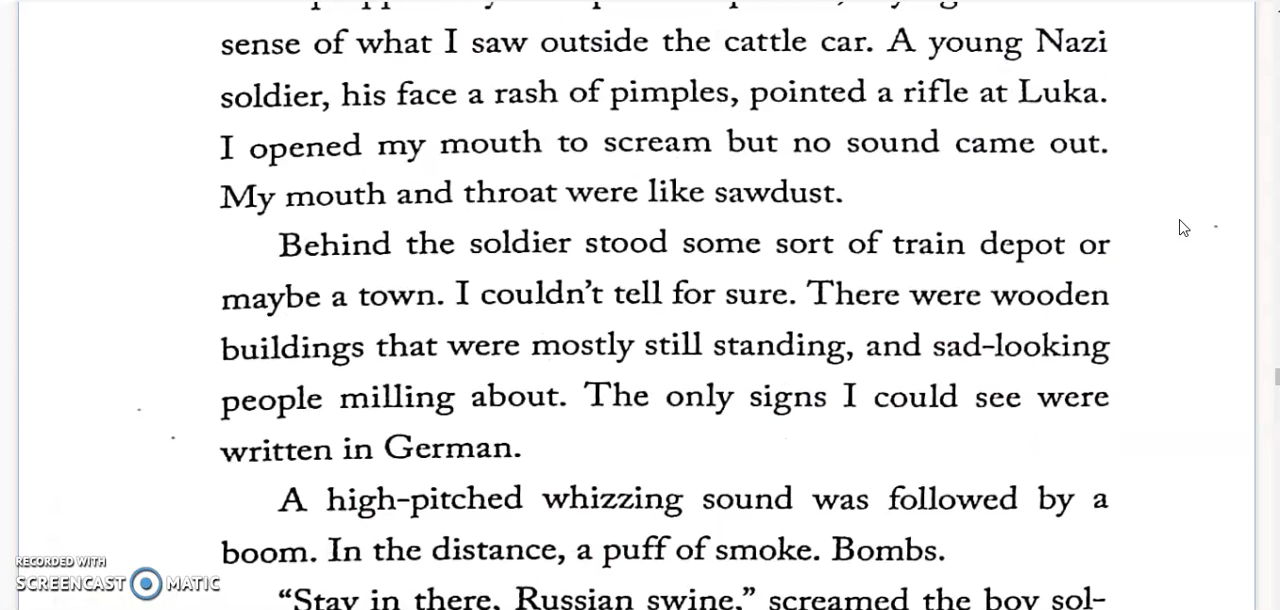 sense of what I saw outside the cattle car. A young Nazi
soldier, his face a rash of pimples, pointed a rifle at Luka.
I opened my mouth to scream but no sound came out.
My mouth and throat were like sawdust.
Behind the soldier stood some sort of train depot or
maybe a town. I couldn't tell for sure. There were wooden
buildings that were mostly still standing, and sad-looking
people milling about. The only signs I could see were
written in German.
A high-pitched whizzing sound was followed by a
boom. In the distance, a puff of smoke. Bombs.
"Stay in there, Russian swine," screamed the boy sol-
RECORDED WITH
SCREENCAST MATIC